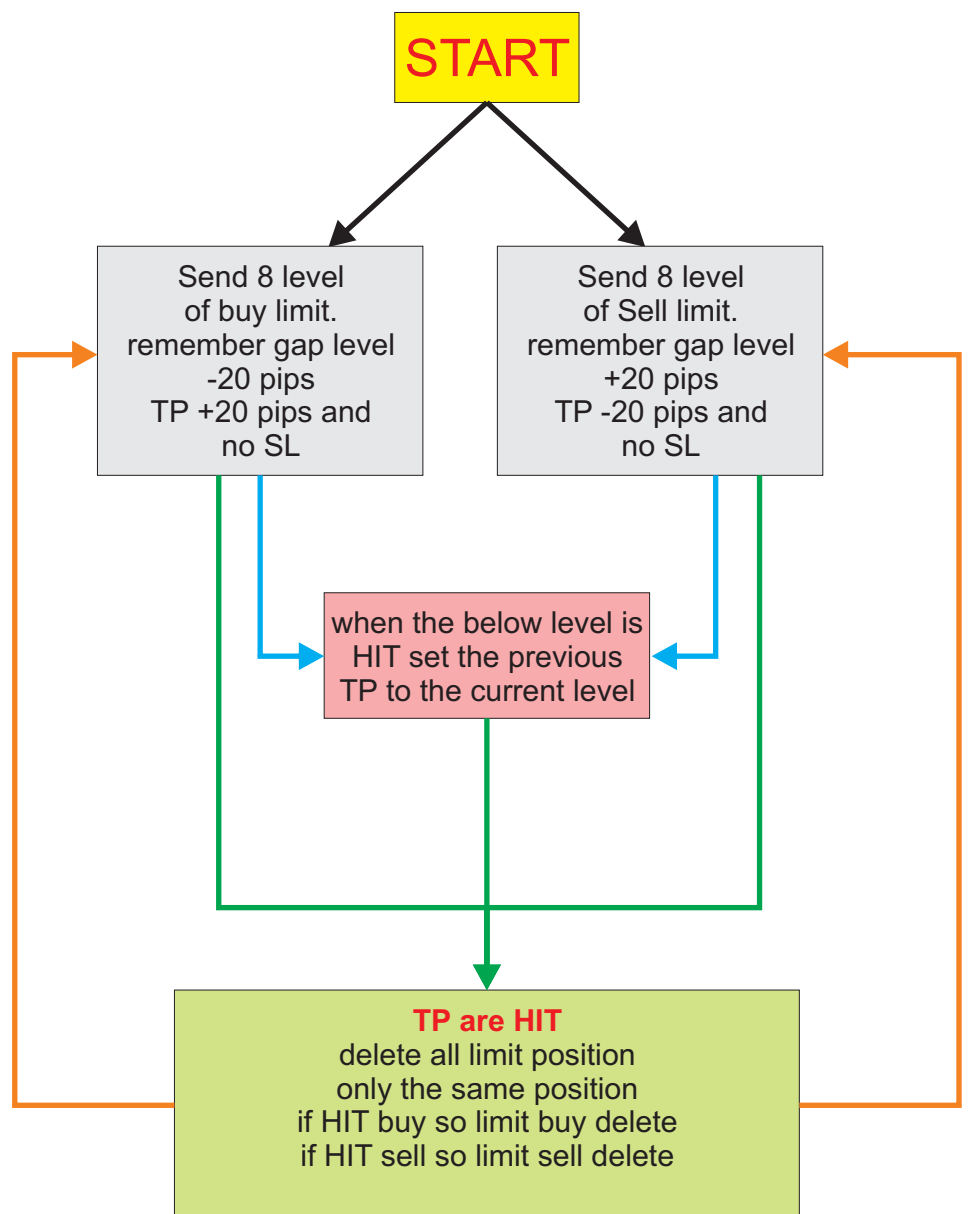 START
Send 8 level
of buy limit.
remember gap level
-20 pips
TP +20 pips and
no SL
Send 8 level
of Sell limit.
remember gap level
+20 pips
TP -20 pips and
no SL
when the below level is
HIT set the previous
TP to the current level
TP are HIT
delete all limit position
only the same position
if HIT buy so limit buy delete
if HIT sell so limit sell delete